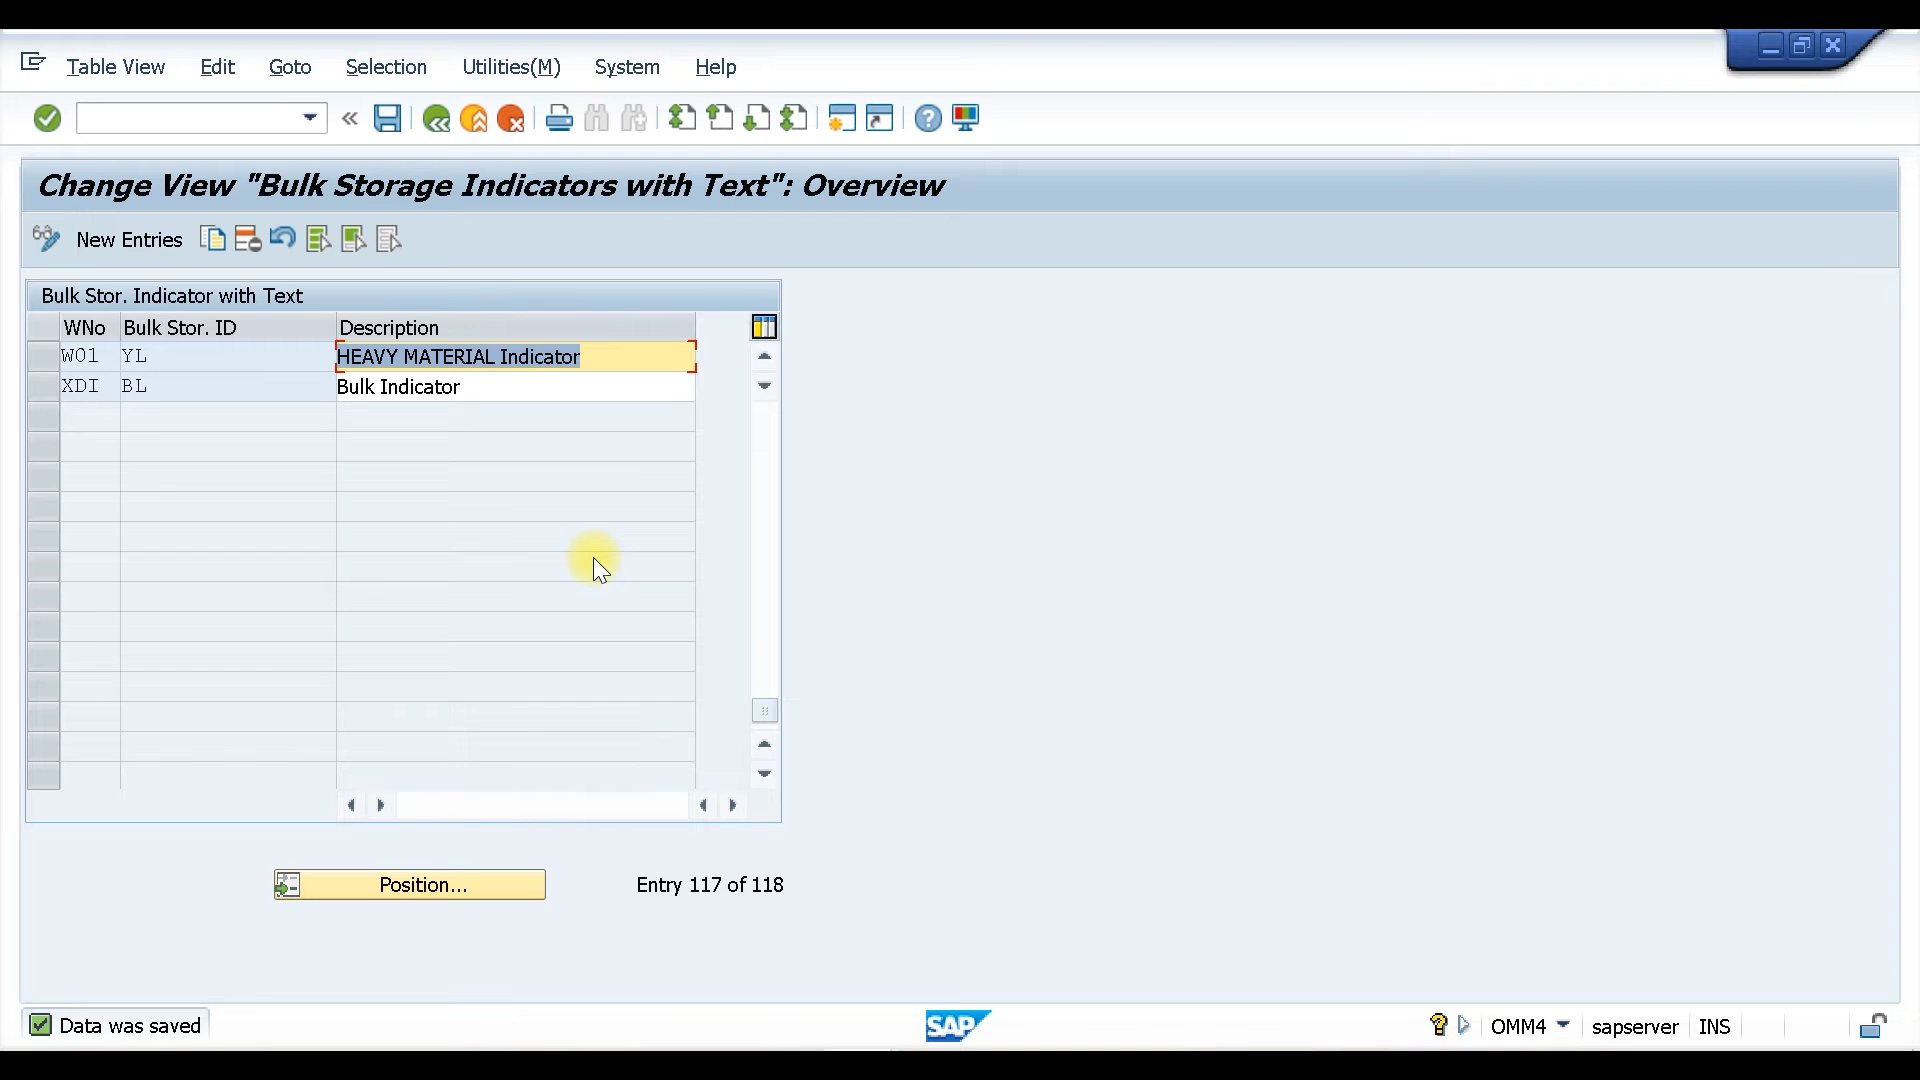 Table View Edit Goto Selection Utilities(M) System Help
Change View "Bulk Storage Indicators with Text": Overview
New Entries
Bulk Stor. Indicator with Text
WNo Bulk Stor. ID Description
W01 YL HEAVY MATERIAL Indicator
XDI BL Bulk Indicator
Position... Entry 117 of 118
Data was saved SAP OMM4 sapserver INS